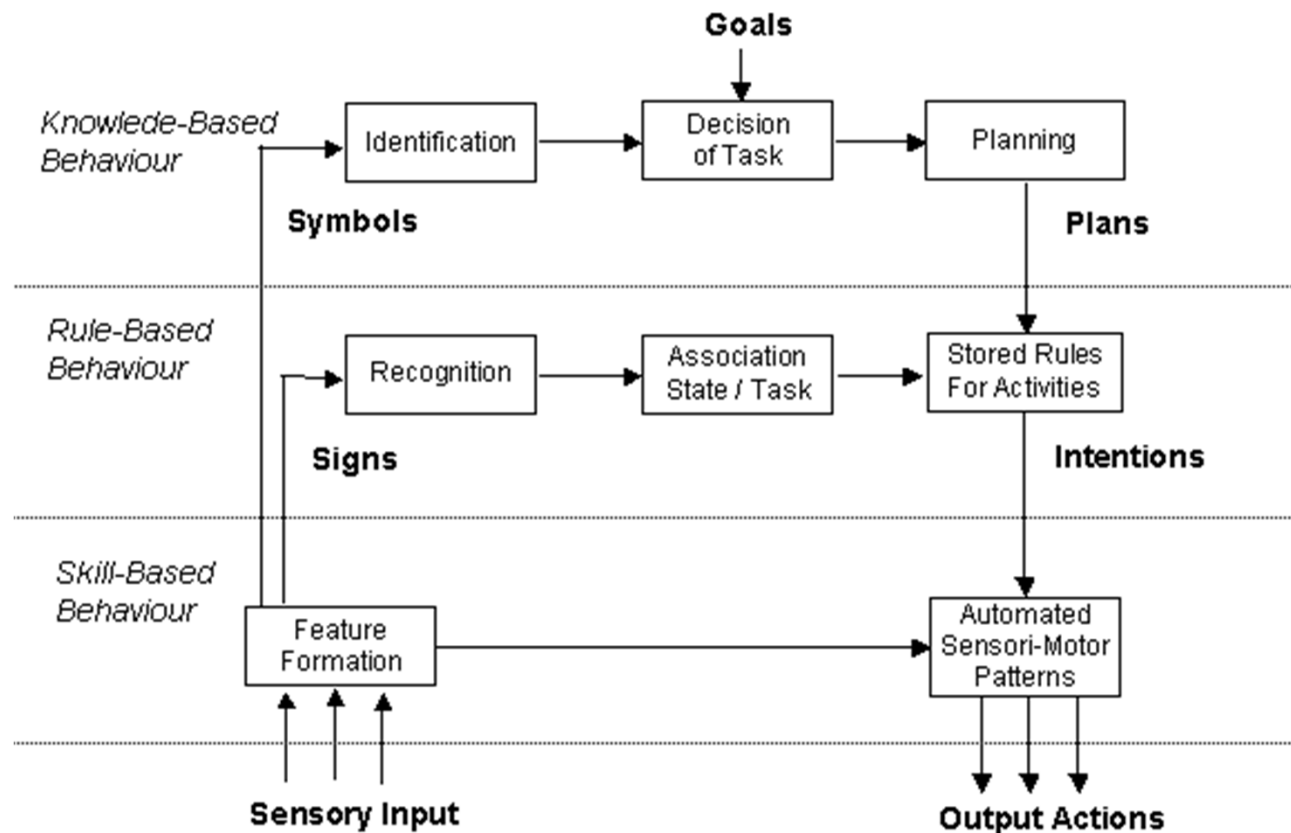 Goals
Knowlede-Based
Behaviour
Identification
Decision
of Task
Planning
Symbols
Plans
Rule-Based
Behaviour
Recognition
Association
State / Task
Stored Rules
For Activities
Signs
Intentions
Skill-Based
Behaviour
Feature
Formation
Automated
Sensori-Motor
Patterns
Sensory Input
Output Actions